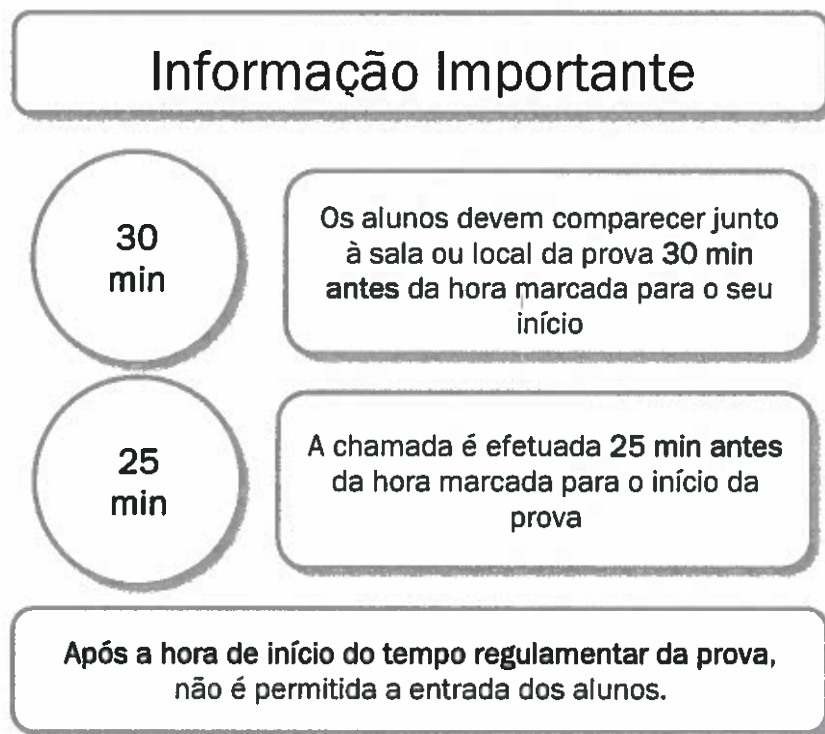 Informação Importante
30
min
Os alunos devem comparecer junto
à sala ou local da prova 30 min
antes da hora marcada para o seu
início
25
min
A chamada é efetuada 25 min antes
da hora marcada para o início da
prova
Após a hora de início do tempo regulamentar da prova,
não é permitida a entrada dos alunos.